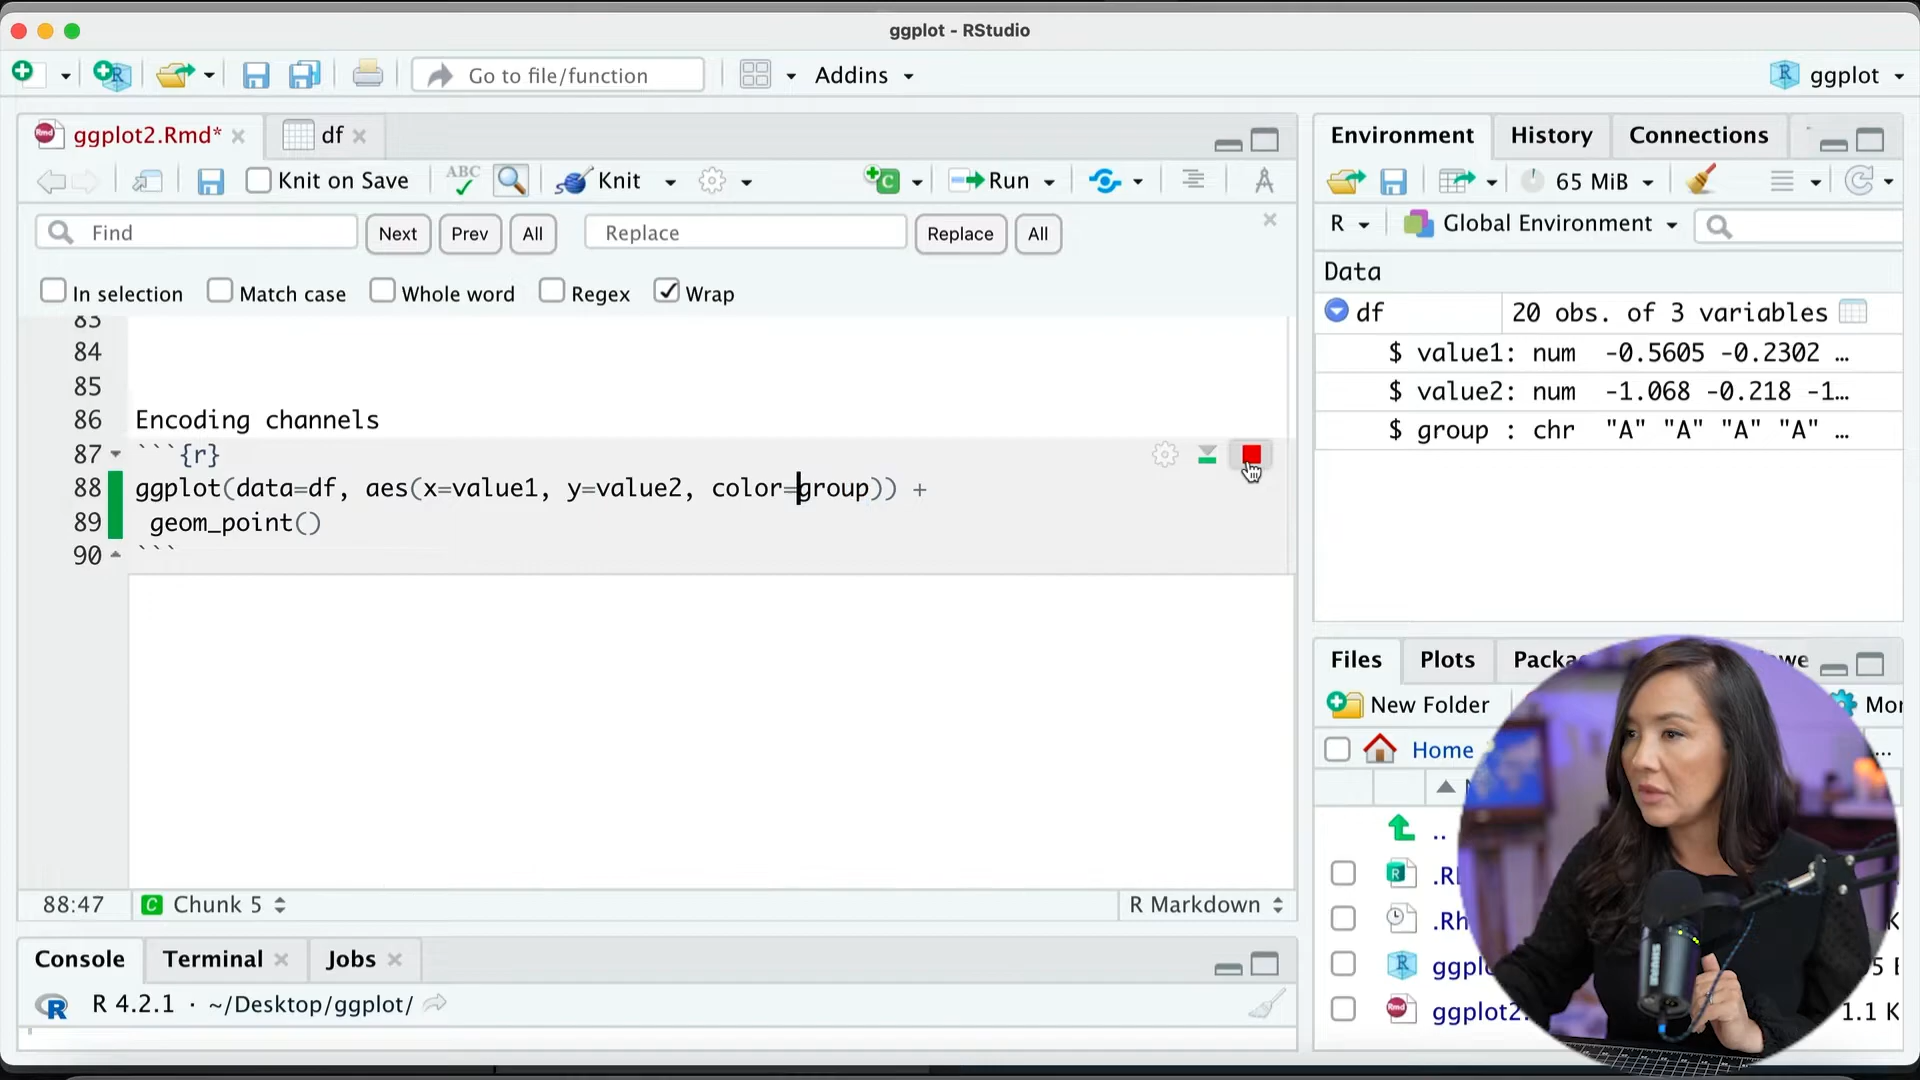 ggplot - RStudio
Go to file/function
Addins
ggplot
ggplot2.Rmd*
df
Knit on Save
ABC
Knit
Run
Find
Next
Prev
All
Replace
Replace
All
In selection
Match case
Whole word
Regex
Wrap
83
84
85
86 Encoding channels
87 ```{r}
88 ggplot(data=df, aes(x=value1, y=value2, color=group)) +
89 geom_point()
90 ```
88:47
C Chunk 5
R Markdown
Console
Terminal
Jobs
R 4.2.1 · ~/Desktop/ggplot/
Environment
History
Connections
65 MiB
R
Global Environment
Data
df 20 obs. of 3 variables
$ value1: num -0.5605 -0.2302 …
$ value2: num -1.068 -0.218 -1…
$ group : chr "A" "A" "A" "A" …
Files
Plots
New Folder
Home
..
1.1 K